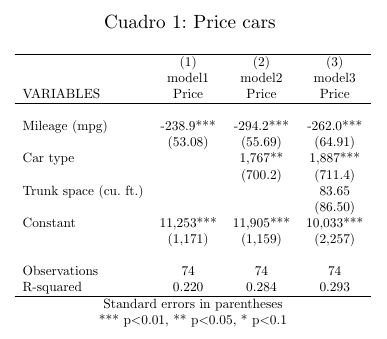 Cuadro 1: Price cars
(1) (2) (3)
model1 model2 model3
VARIABLES Price Price Price
Mileage (mpg) -238.9*** -294.2*** -262.0***
(53.08) (55.69) (64.91)
Car type 1,767** 1,887***
(700.2) (711.4)
Trunk space (cu. ft.) 83.65
(86.50)
Constant 11,253*** 11,905*** 10,033***
(1,171) (1,159) (2,257)
Observations 74 74 74
R-squared 0.220 0.284 0.293
Standard errors in parentheses
*** p<0.01, ** p<0.05, * p<0.1